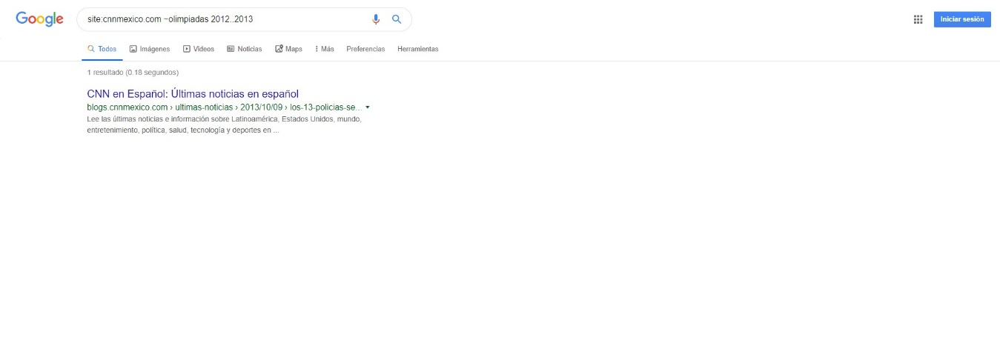 Google
site:cnnmexico.com ~olimpiadas 2012..2013
Iniciar sesión
Todos Imágenes Videos Noticias Maps Más Preferencias Herramientas
1 resultado (0.18 segundos)
CNN en Español: Últimas noticias en español
blogs.cnnmexico.com › ultimas-noticias › 2013/10/09 › los-13-policias-se...
Lee las últimas noticias e información sobre Latinoamérica, Estados Unidos, mundo,
entretenimiento, política, salud, tecnología y deportes en ...